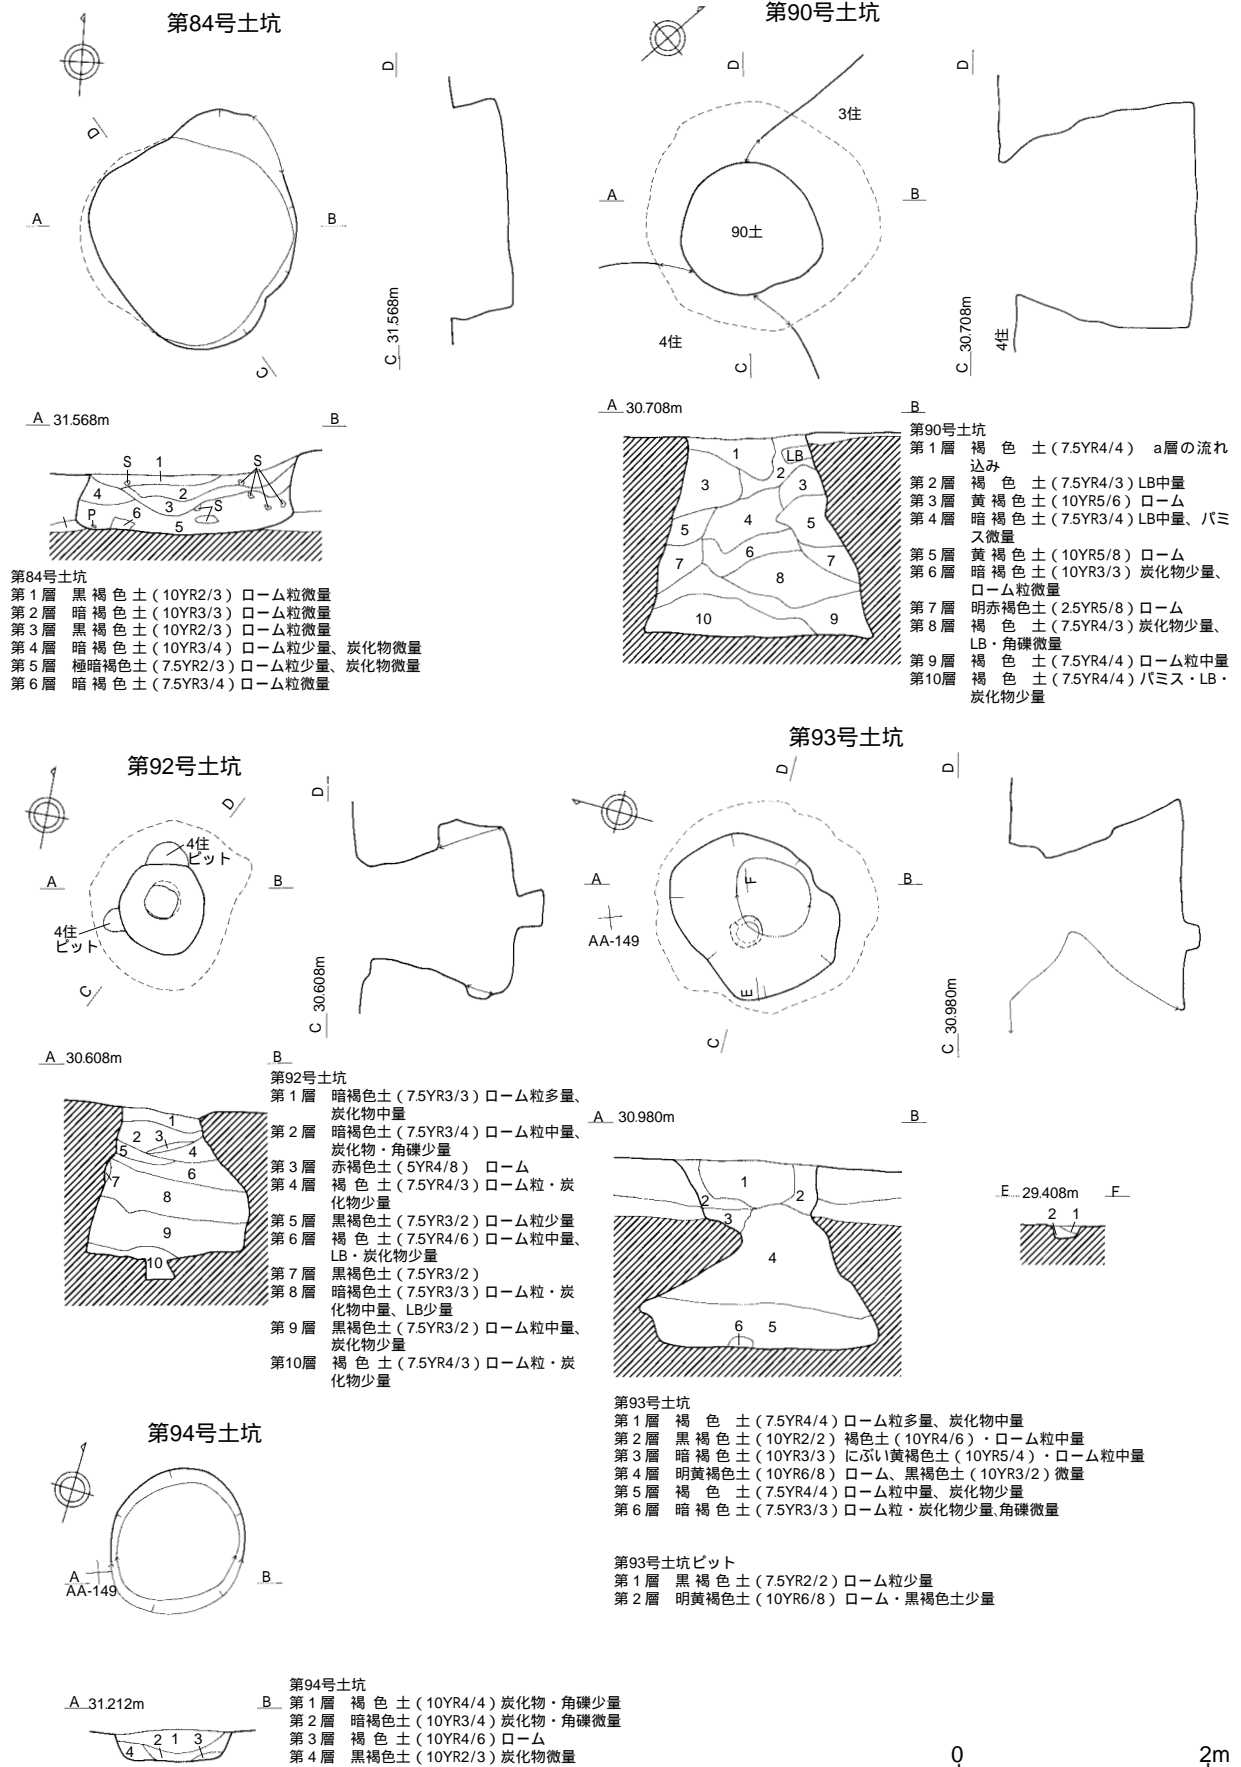 第84号土坑
D
A
B
C
D
C 31.568m
A 31.568m
B
S
1
S
4
2
3
S
P
6
5
第84号土坑
第1層 黒褐色土(10YR2/3)ローム粒微量
第2層 暗褐色土(10YR3/3)ローム粒微量
第3層 黒褐色土(10YR2/3)ローム粒微量
第4層 暗褐色土(10YR3/4)ローム粒少量、炭化物微量
第5層 極暗褐色土(7.5YR2/3)ローム粒少量、炭化物微量
第6層 暗褐色土(7.5YR3/4)ローム粒微量
第90号土坑
D
3住
A
B
90土
4住
C
D
C 30.708m
4住
A 30.708m
B
1
LB
2
3
3
4
5
5
6
7
7
8
10
9
第90号土坑
第1層 褐色土(7.5YR4/4) a層の流れ
込み
第2層 褐色土(7.5YR4/3)LB中量
第3層 黄褐色土(10YR5/6)ローム
第4層 暗褐色土(7.5YR3/4)LB中量、パミ
ス微量
第5層 黄褐色土(10YR5/8)ローム
第6層 暗褐色土(10YR3/3)炭化物少量、
ローム粒微量
第7層 明赤褐色土(2.5YR5/8)ローム
第8層 褐色土(7.5YR4/3)炭化物少量、
LB・角礫微量
第9層 褐色土(7.5YR4/4)ローム粒中量
第10層 褐色土(7.5YR4/4)パミス・LB・
炭化物少量
第92号土坑
D
4住
ピット
A
B
4住
ピット
C
D
C 30.608m
A 30.608m
B
1
2
3
5
4
6
7
8
9
10
第92号土坑
第1層 暗褐色土(7.5YR3/3)ローム粒多量、
炭化物中量
第2層 暗褐色土(7.5YR3/4)ローム粒中量、
炭化物・角礫少量
第3層 赤褐色土(5YR4/8) ローム
第4層 褐色土(7.5YR4/3)ローム粒・炭
化物少量
第5層 黒褐色土(7.5YR3/2)ローム粒少量
第6層 褐色土(7.5YR4/6)ローム粒中量、
LB・炭化物少量
第7層 黒褐色土(7.5YR3/2)
第8層 暗褐色土(7.5YR3/3)ローム粒・炭
化物中量、LB少量
第9層 黒褐色土(7.5YR3/2)ローム粒中量、
炭化物少量
第10層 褐色土(7.5YR4/3)ローム粒・炭
化物少量
第93号土坑
D
A
B
F
AA-149
E
C
D
C 30.980m
A 30.980m
B
1
2
2
3
4
6
5
E 29.408m
F
2 1
第93号土坑
第1層 褐色土(7.5YR4/4)ローム粒多量、炭化物中量
第2層 黒褐色土(10YR2/2)褐色土(10YR4/6)・ローム粒中量
第3層 暗褐色土(10YR3/3)にぶい黄褐色土(10YR5/4)・ローム粒中量
第4層 明黄褐色土(10YR6/8)ローム、黒褐色土(10YR3/2)微量
第5層 褐色土(7.5YR4/4)ローム粒中量、炭化物少量
第6層 暗褐色土(7.5YR3/3)ローム粒・炭化物少量、角礫微量
第93号土坑ピット
第1層 黒褐色土(7.5YR2/2)ローム粒少量
第2層 明黄褐色土(10YR6/8)ローム・黒褐色土少量
第94号土坑
A
AA-149
B
A 31.212m
B
4
2 1 3
第94号土坑
第1層 褐色土(10YR4/4)炭化物・角礫少量
第2層 暗褐色土(10YR3/4)炭化物・角礫微量
第3層 褐色土(10YR4/6)ローム
第4層 黒褐色土(10YR2/3)炭化物微量
0
2m